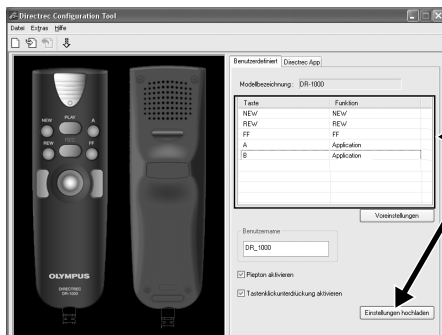 Directrec Configuration Tool
Datei Extras Hilfe
Benutzerdefiniert Directrec App
Modellbezeichnung : DR-1000
Taste Funktion
NEW NEW
REW REW
FF FF
A Application
B Application
Voreinstellungen
Benutzername
DR_1000
Piepton aktivieren
Tastenklickunterdrückung aktivieren
Einstellungen hochladen
NEW PLAY A
REW FF
OLYMPUS
DIRECTREC
DR-1000